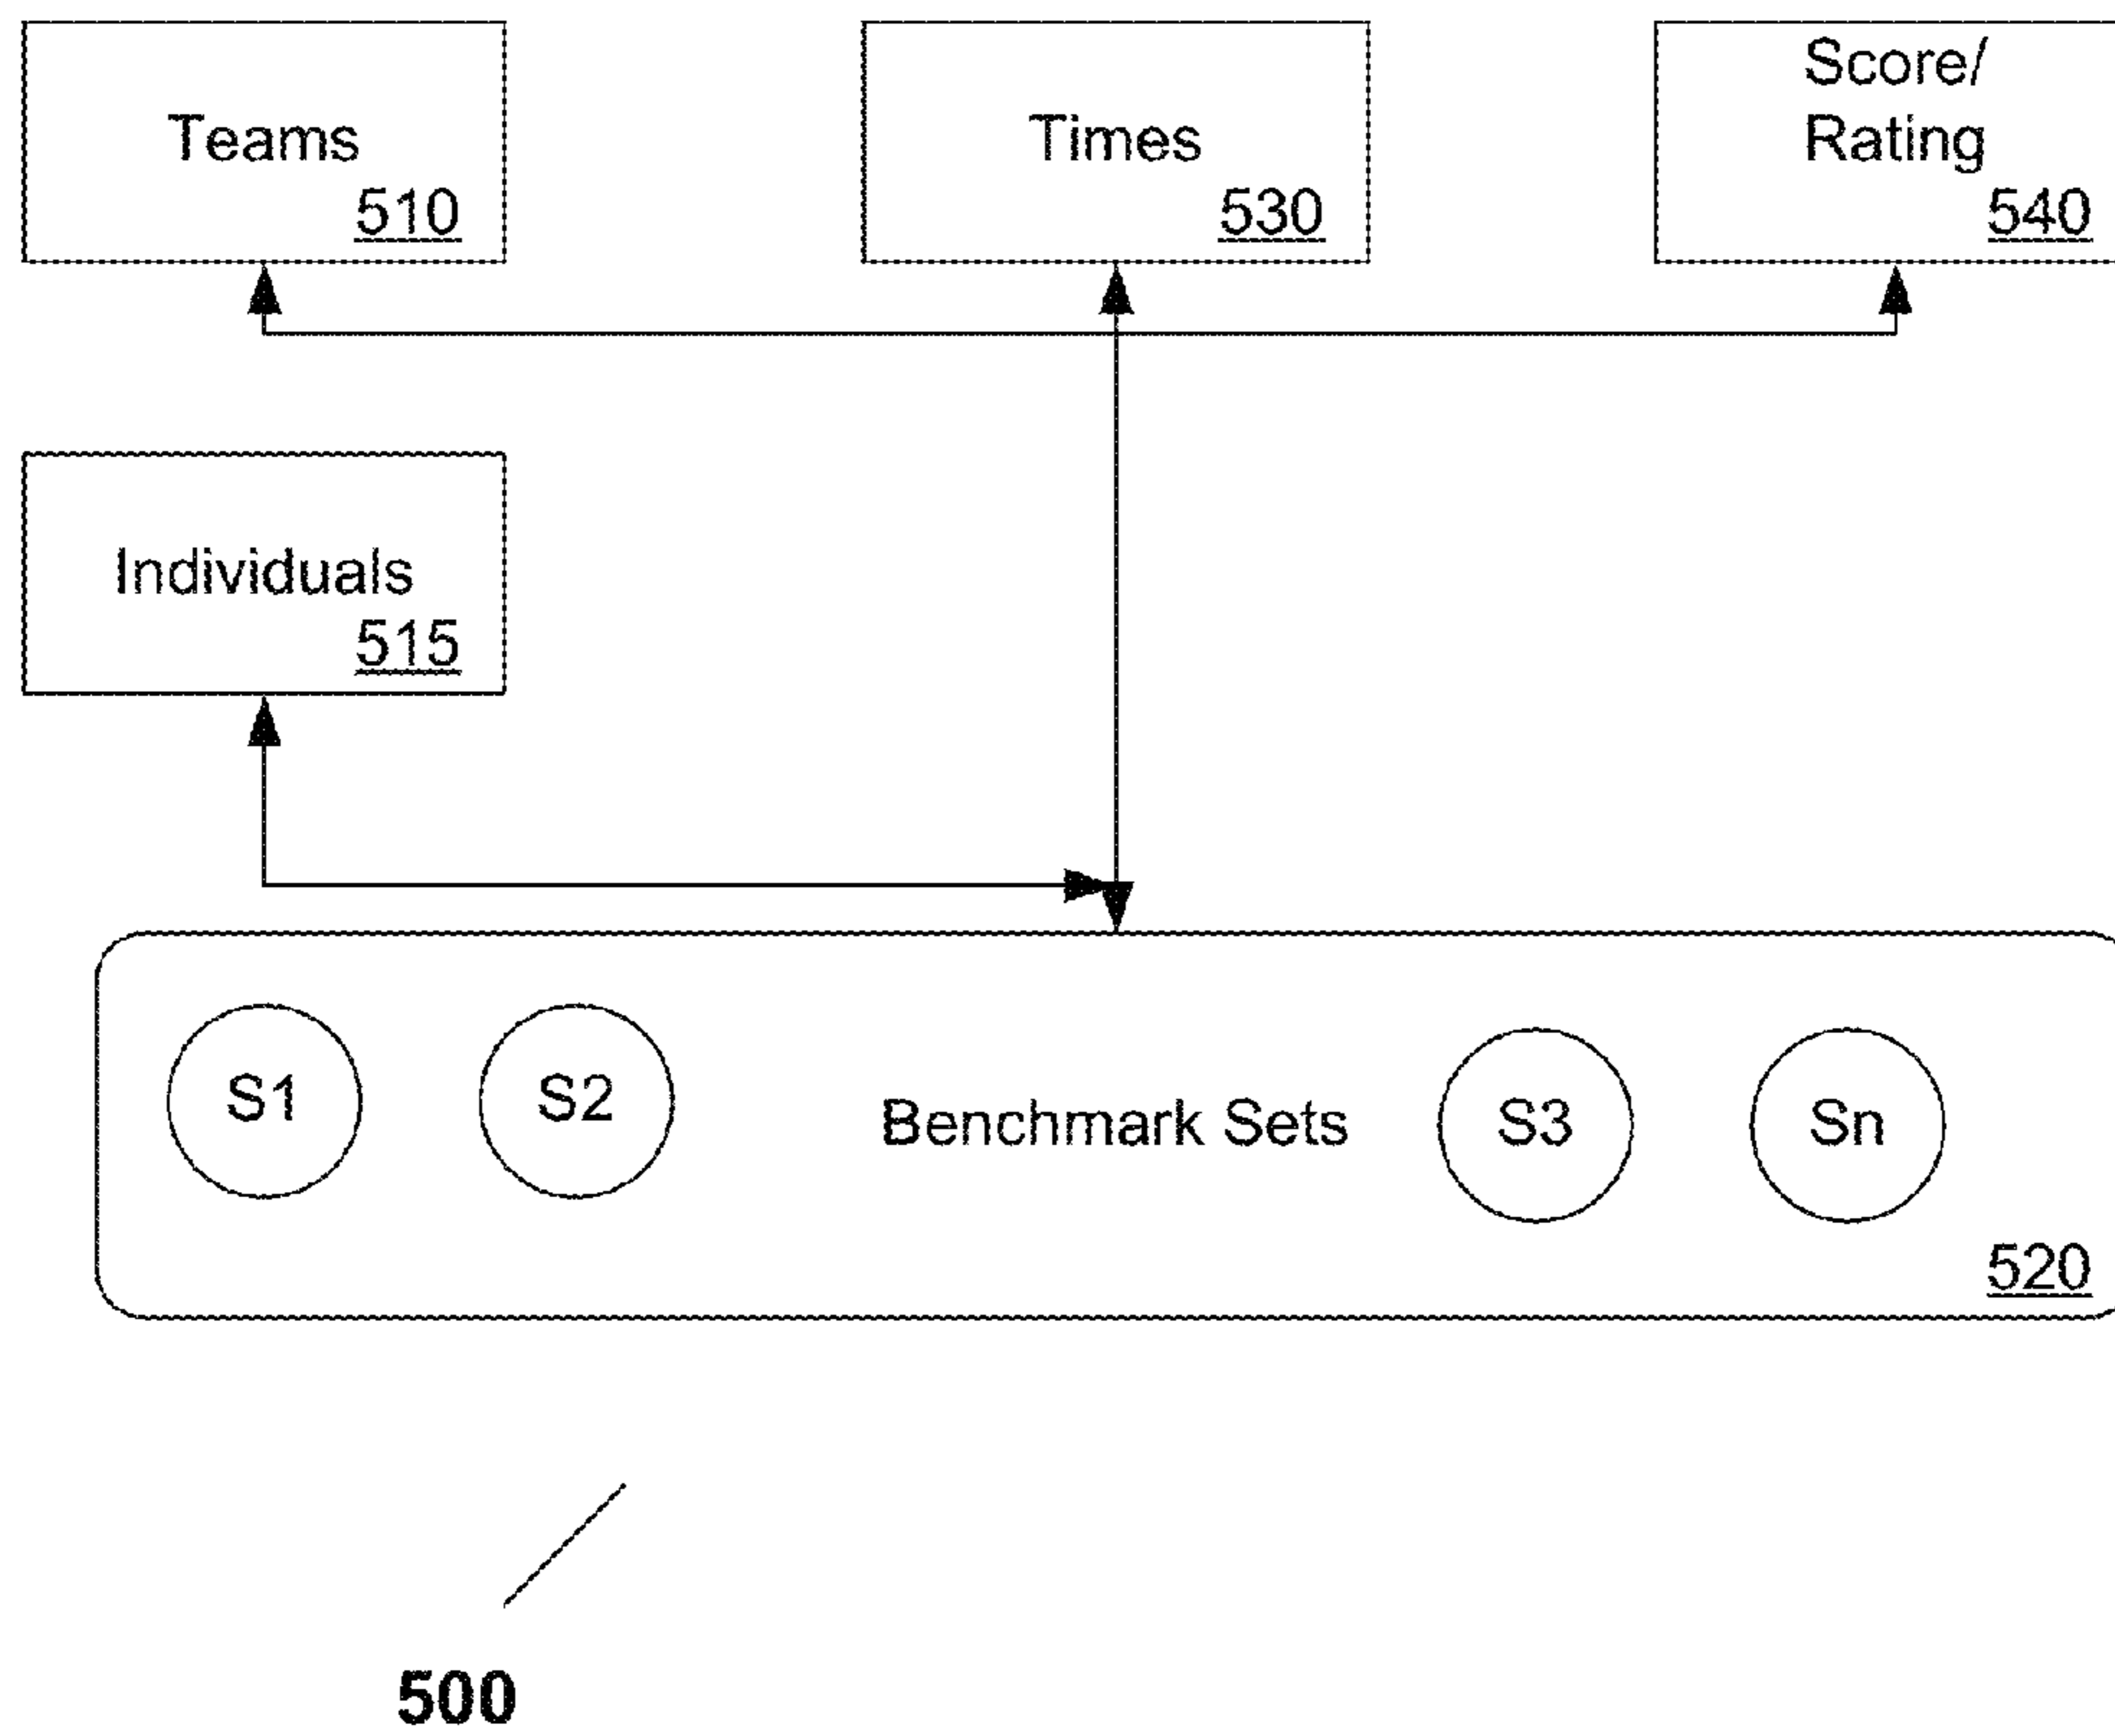 Teams
510
Times
530
Score/
Rating
540
Individuals
515
S1
S2
Benchmark Sets
S3
Sn
520
500